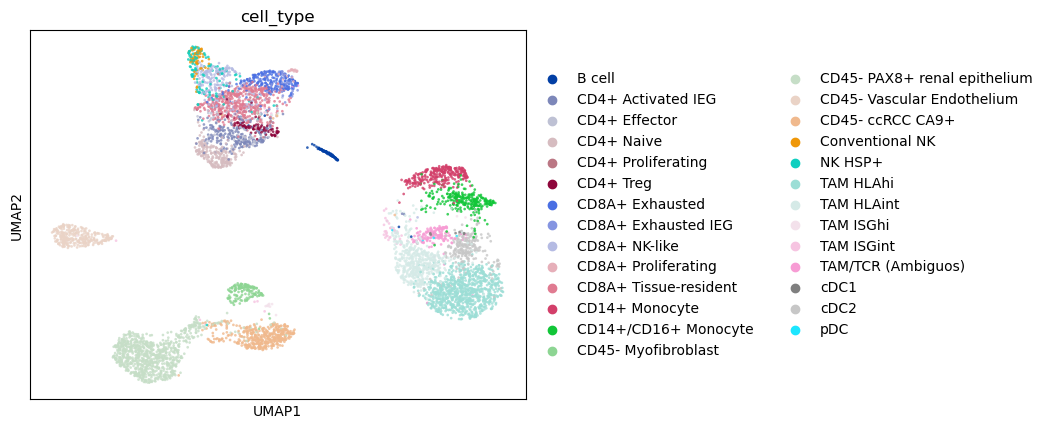 cell_type
UMAP2
UMAP1
B cell
CD4+ Activated IEG
CD4+ Effector
CD4+ Naive
CD4+ Proliferating
CD4+ Treg
CD8A+ Exhausted
CD8A+ Exhausted IEG
CD8A+ NK-like
CD8A+ Proliferating
CD8A+ Tissue-resident
CD14+ Monocyte
CD14+/CD16+ Monocyte
CD45- Myofibroblast
CD45- PAX8+ renal epithelium
CD45- Vascular Endothelium
CD45- ccRCC CA9+
Conventional NK
NK HSP+
TAM HLAhi
TAM HLAint
TAM ISGhi
TAM ISGint
TAM/TCR (Ambiguos)
cDC1
cDC2
pDC